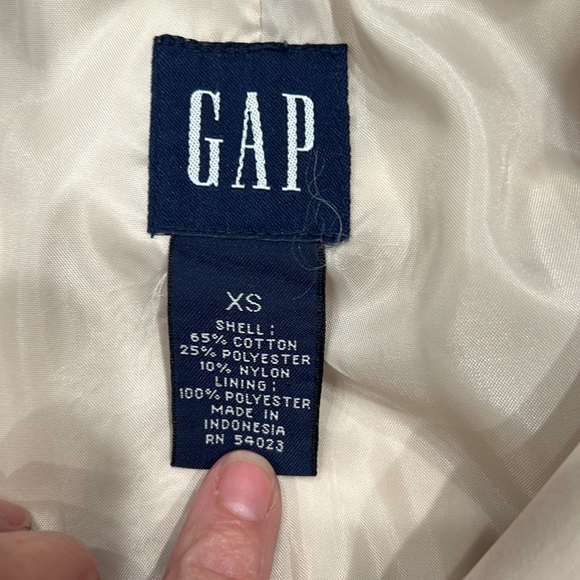 GAP
XS
SHELL:
65% COTTON
25% POLYESTER
10% NYLON
LINING:
100% POLYESTER
MADE IN
INDONESIA
RN 54023